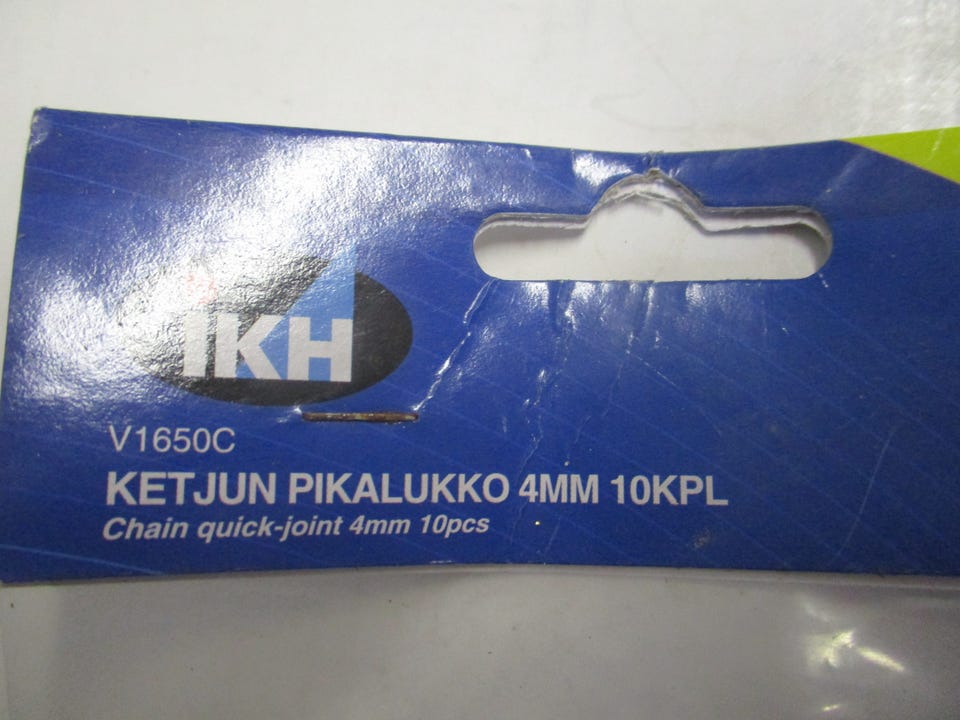 IKH
V1650C
KETJUN PIKALUKKO 4MM 10KPL
Chain quick-joint 4mm 10pcs